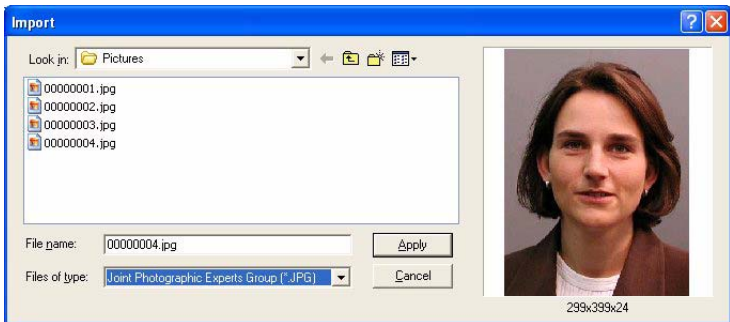 Import
Look in: Pictures
00000001.jpg
00000002.jpg
00000003.jpg
00000004.jpg
File name: 00000004.jpg Apply
Files of type: Joint Photographic Experts Group (*.JPG) Cancel
299x399x24